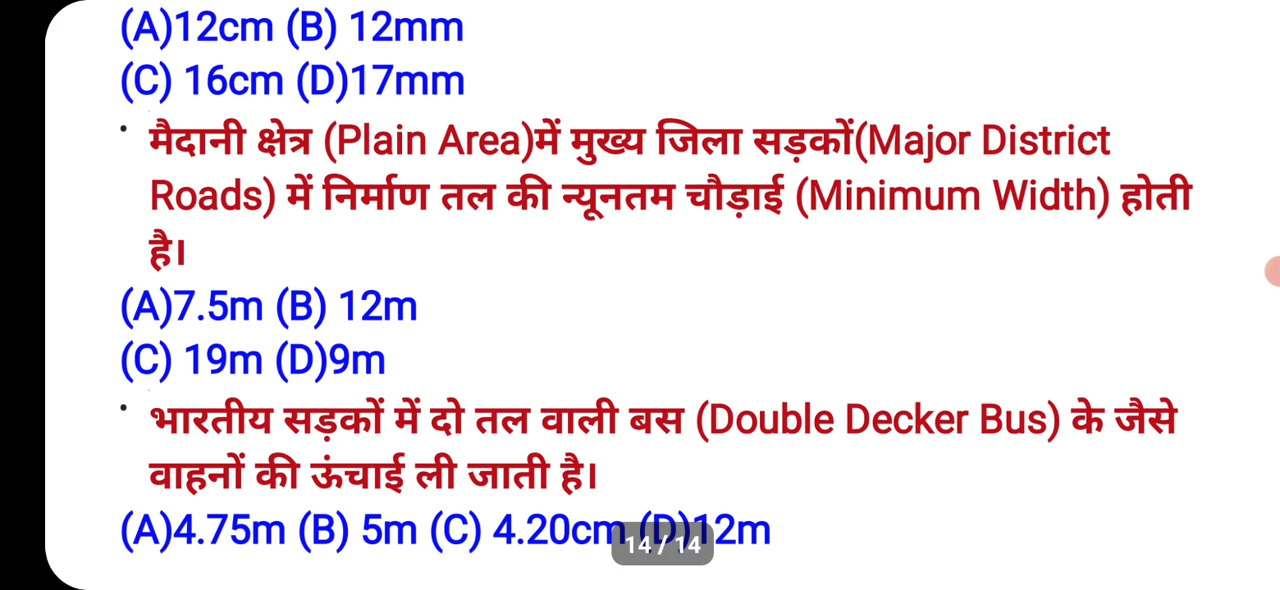 (A)12cm (B) 12mm
(C) 16cm (D)17mm
मैदानी क्षेत्र (Plain Area)में मुख्य जिला सड़कों(Major District
Roads) में निर्माण तल की न्यूनतम चौड़ाई (Minimum Width) होती
है।
(A)7.5m (B) 12m
(C) 19m (D)9m
भारतीय सड़कों में दो तल वाली बस (Double Decker Bus) के जैसे
वाहनों की ऊंचाई ली जाती है।
(A)4.75m (B) 5m (C) 4.20cm (D)12m
14 / 14